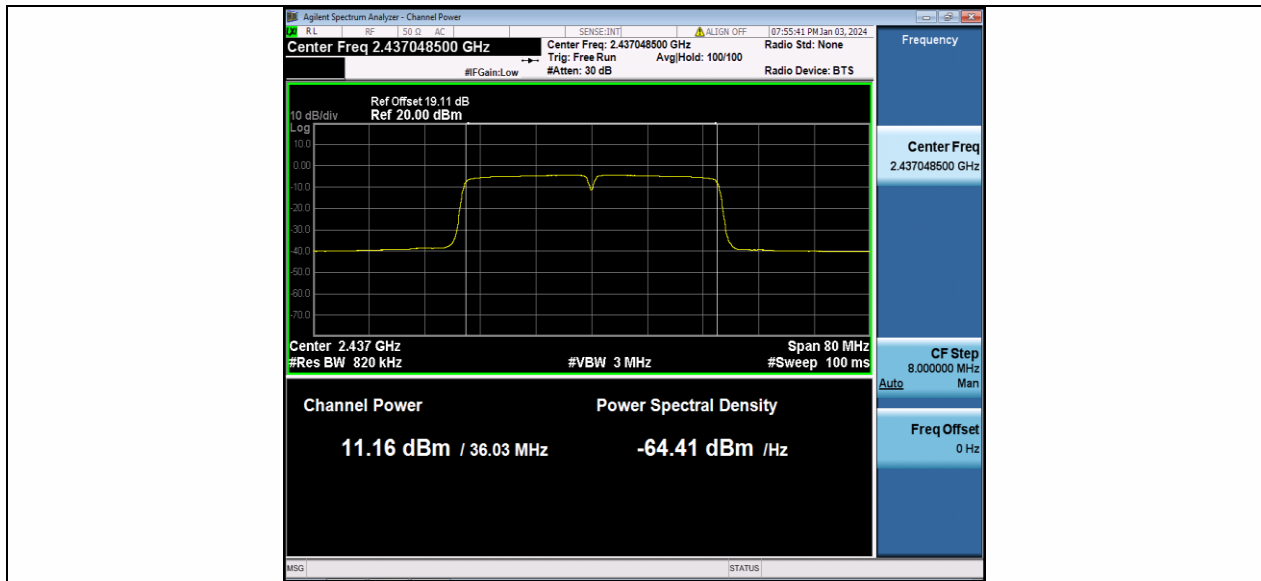 Agilent Spectrum Analyzer - Channel Power
RL RF 50 Ω AC SENSE:INT ALIGN OFF 07:55:41 PM Jan 03, 2024
Center Freq 2.437048500 GHz
Center Freq: 2.437048500 GHz Radio Std: None
Trig: Free Run Avg|Hold: 100/100
#IFGain:Low #Atten: 30 dB Radio Device: BTS
Frequency
Ref Offset 19.11 dB
10 dB/div Ref 20.00 dBm
Log
10.0
0.00
-10.0
-20.0
-30.0
-40.0
-50.0
-60.0
-70.0
Center 2.437 GHz Span 80 MHz
#Res BW 820 kHz #VBW 3 MHz #Sweep 100 ms
Center Freq
2.437048500 GHz
CF Step
8.000000 MHz
Auto Man
Freq Offset
0 Hz
Channel Power Power Spectral Density
11.16 dBm / 36.03 MHz -64.41 dBm /Hz
MSG STATUS